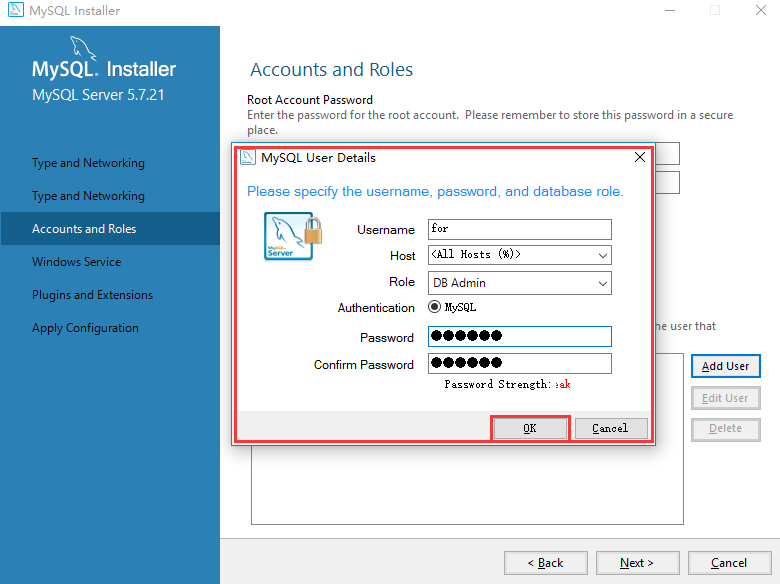 MySQL Installer
MySQL. Installer
MySQL Server 5.7.21
Type and Networking
Type and Networking
Accounts and Roles
Windows Service
Plugins and Extensions
Apply Configuration
Accounts and Roles
Root Account Password
Enter the password for the root account. Please remember to store this password in a secure
place.
MySQL User Details
Please specify the username, password, and database role.
MySQL
Server
Username for
Host <All Hosts (%)>
Role DB Admin
Authentication MySQL
Password ●●●●●●
Confirm Password ●●●●●●
Password Strength: eak
OK Cancel
he user that
Add User
Edit User
Delete
< Back Next > Cancel